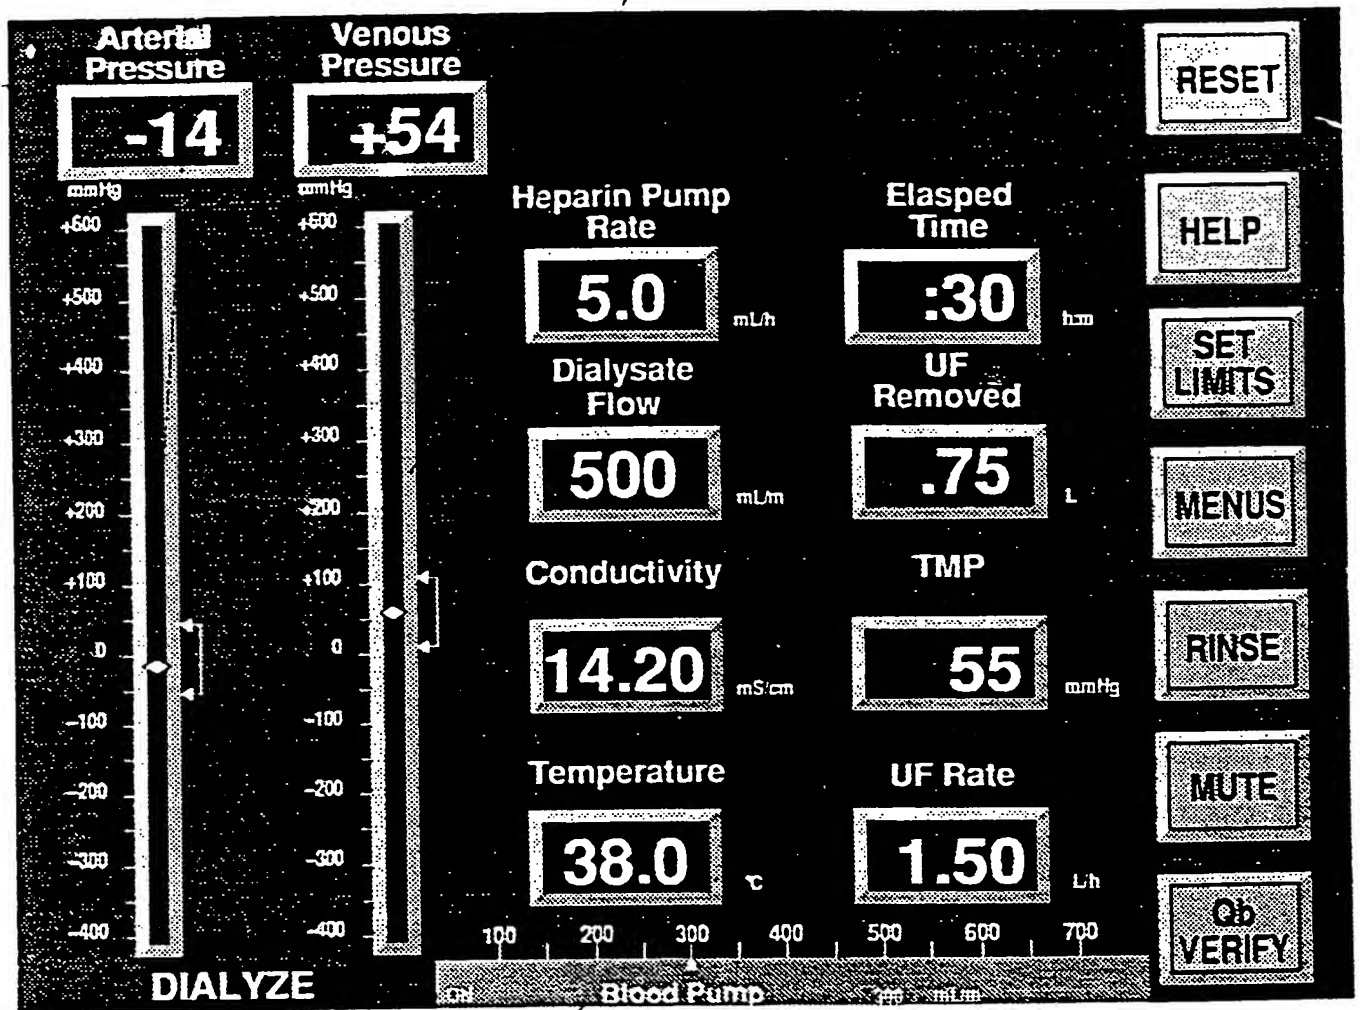 Arterial
Pressure
-14
mmHg
+600
+500
+400
+300
+200
+100
0
-100
-200
-300
-400
Venous
Pressure
+54
mmHg
+600
+500
+400
+300
+200
+100
0
-100
-200
-300
-400
DIALYZE
Heparin Pump
Rate
5.0 mL/h
Dialysate
Flow
500 mL/m
Conductivity
14.20 mS/cm
Temperature
38.0 °C
Elasped
Time
:30 h:m
UF
Removed
.75 L
TMP
55 mmHg
UF Rate
1.50 L/h
100 200 300 400 500 600 700
ON Blood Pump mL/m
RESET
HELP
SET
LIMITS
MENUS
RINSE
MUTE
Qb
VERIFY